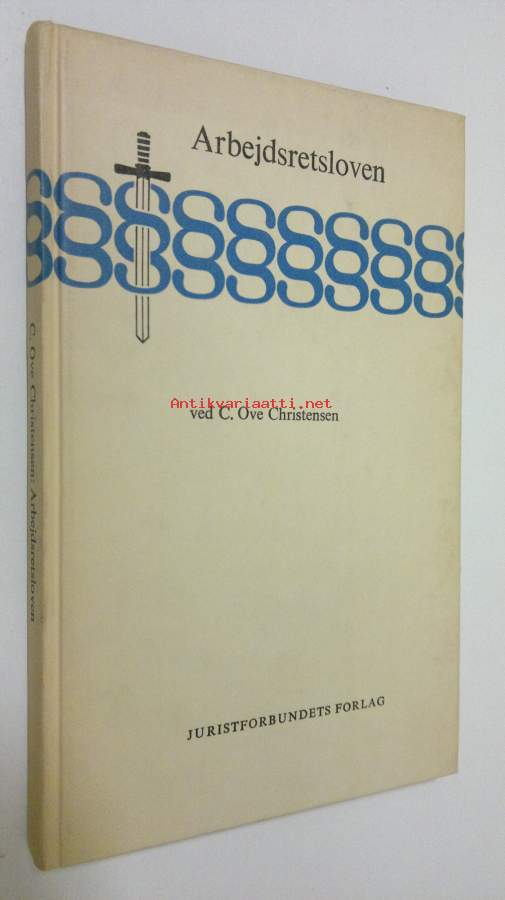 Arbejdsretsloven
§§§§§§§§
Antikvariaatti.net
ved C. Ove Christensen
JURISTFORBUNDETS FORLAG
C. Ove Christensen: Arbejdsretsloven